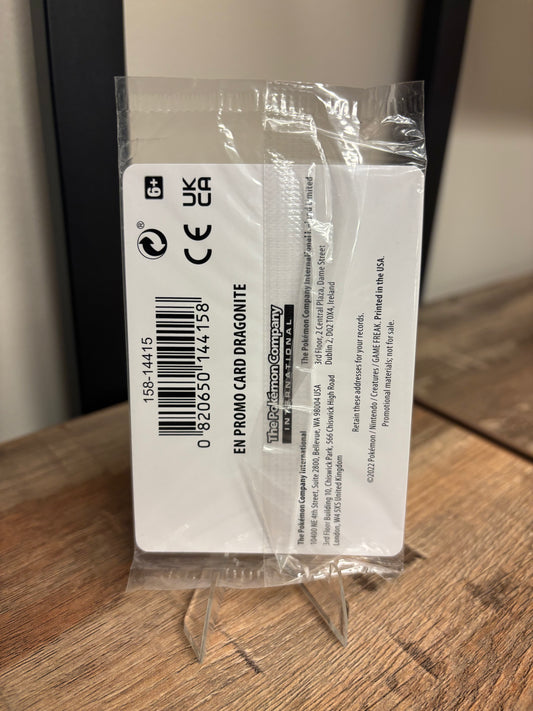 158-14415
0 820650 144158
®
CE
6+
UK
CA
EN PROMO CARD DRAGONITE
The Pokémon Company
INTERNATIONAL
The Pokémon Company International
10400 NE 4th Street, Suite 2800, Bellevue, WA 98004 USA
3rd Floor Building 10, Chiswick Park, 566 Chiswick High Road
London, W4 5XS United Kingdom
The Pokémon Company International Ireland Limited
3rd Floor, 2 Central Plaza, Dame Street
Dublin 2, D02 T0X4, Ireland
Retain these addresses for your records.
©2022 Pokémon / Nintendo / Creatures / GAME FREAK. Printed in the USA.
Promotional materials; not for sale.